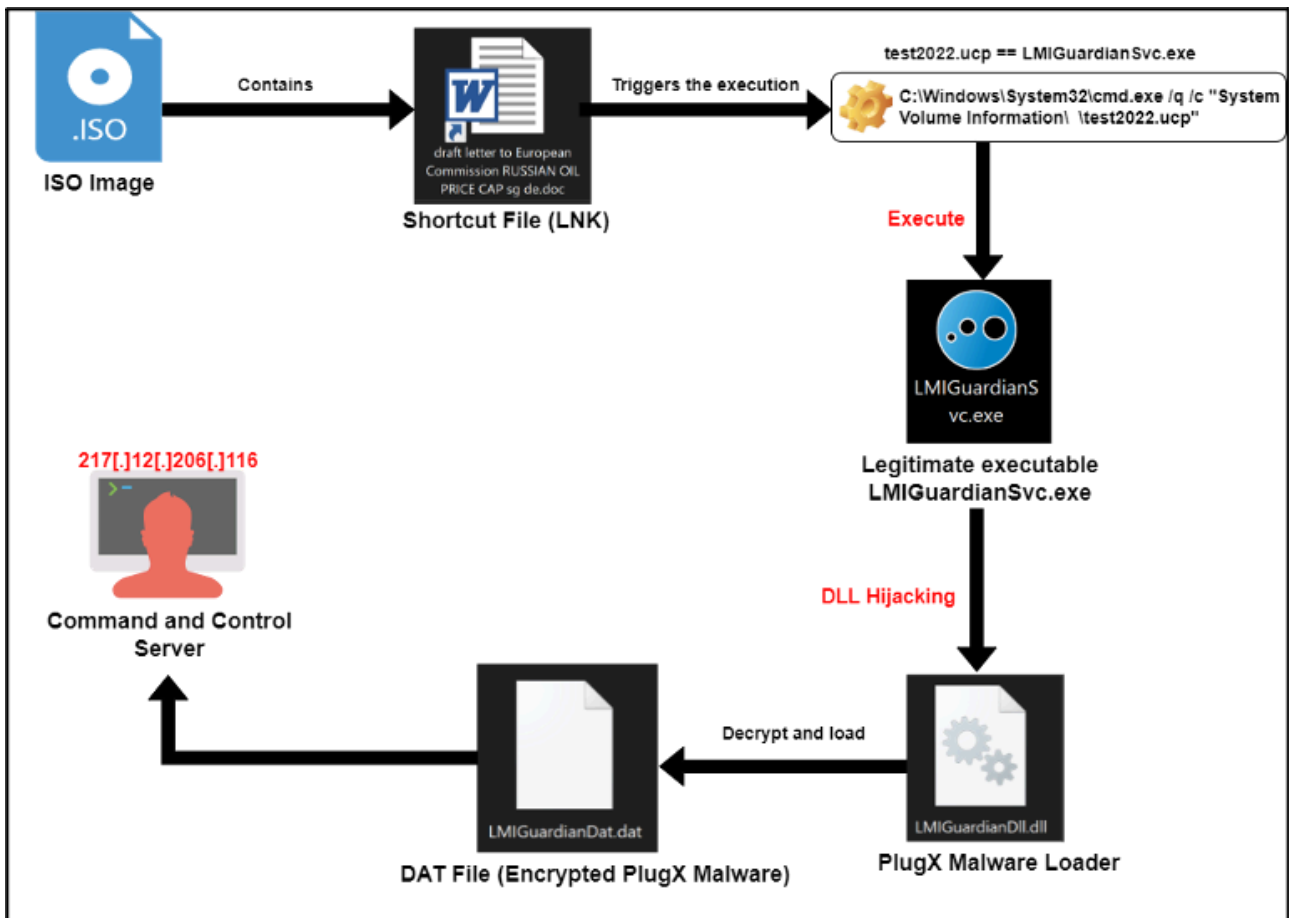 .ISO
ISO Image
Contains
draft letter to European
Commission RUSSIAN OIL
PRICE CAP sg de.doc
Shortcut File (LNK)
Triggers the execution
test2022.ucp == LMIGuardianSvc.exe
C:\Windows\System32\cmd.exe /q /c "System
Volume Information\  \test2022.ucp"
Execute
LMIGuardianS
vc.exe
Legitimate executable
LMIGuardianSvc.exe
DLL Hijacking
LMIGuardianDll.dll
PlugX Malware Loader
Decrypt and load
LMIGuardianDat.dat
DAT File (Encrypted PlugX Malware)
217[.]12[.]206[.]116
Command and Control
Server